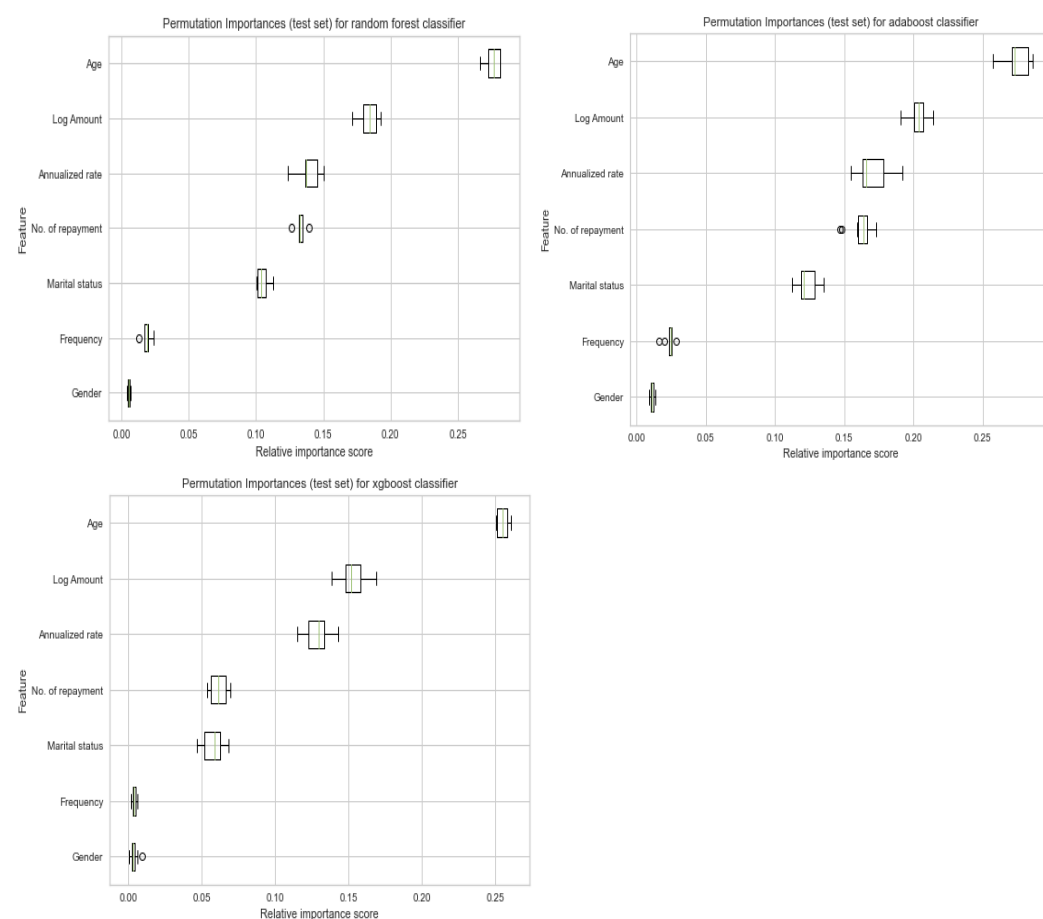 Permutation Importances (test set) for random forest classifier
Feature
Age
Log Amount
Annualized rate
No. of repayment
Marital status
Frequency
Gender
0.00 0.05 0.10 0.15 0.20 0.25
Relative importance score
Permutation Importances (test set) for adaboost classifier
Feature
Age
Log Amount
Annualized rate
No. of repayment
Marital status
Frequency
Gender
0.00 0.05 0.10 0.15 0.20 0.25
Relative importance score
Permutation Importances (test set) for xgboost classifier
Feature
Age
Log Amount
Annualized rate
No. of repayment
Marital status
Frequency
Gender
0.00 0.05 0.10 0.15 0.20 0.25
Relative importance score